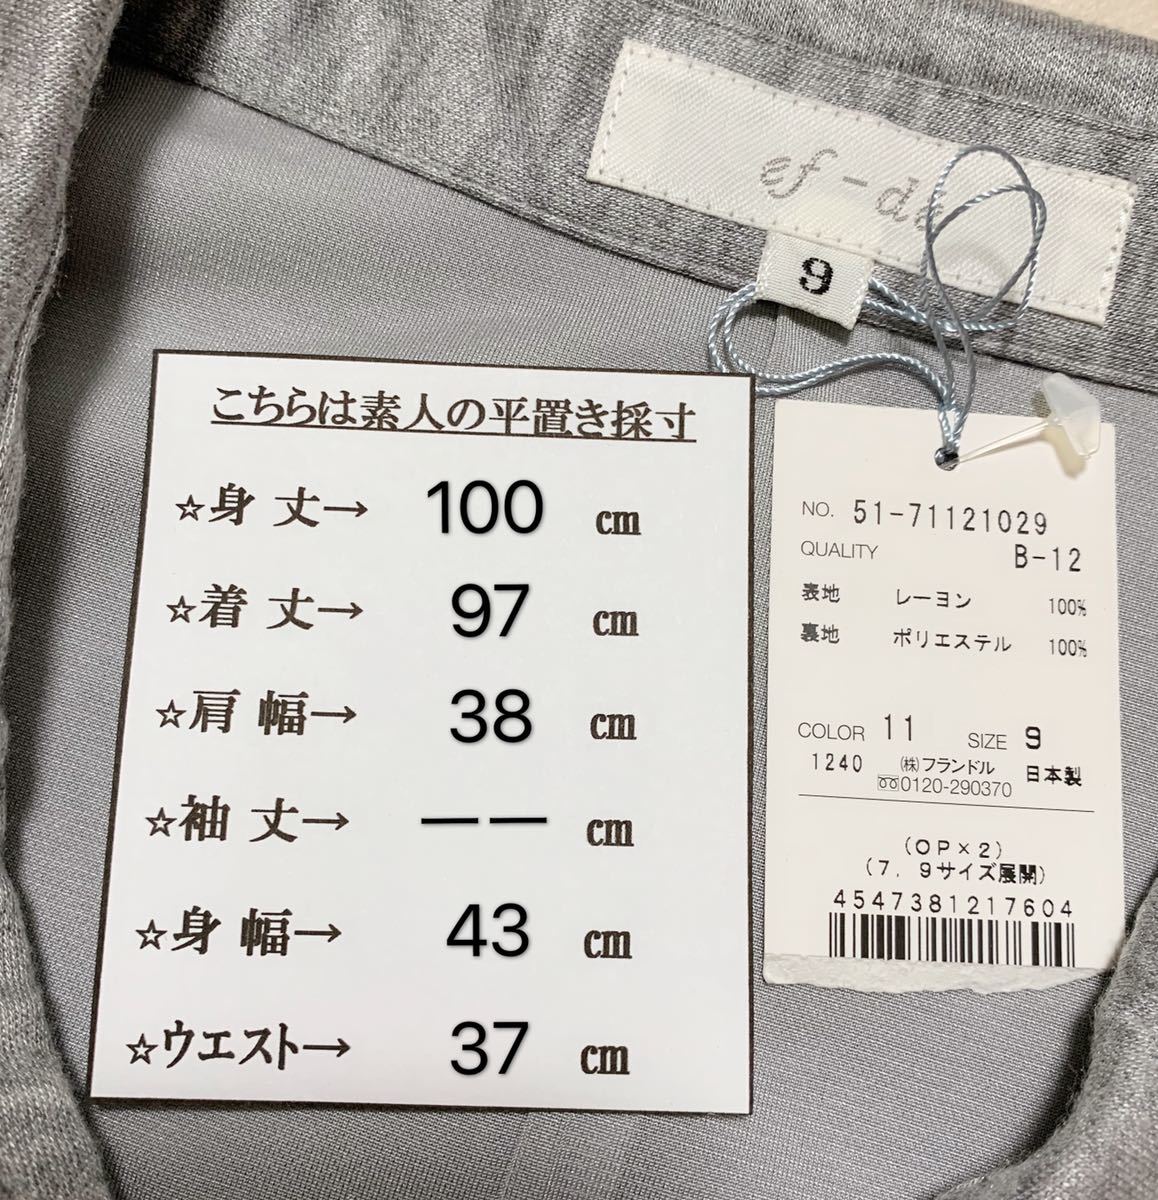 ef-de
9
こちらは素人の平置き採寸
☆身 丈→ 100 ㎝
☆着 丈→ 97 ㎝
☆肩 幅→ 38 ㎝
☆袖 丈→ ーー ㎝
☆身 幅→ 43 ㎝
☆ウエスト→ 37 ㎝
NO. 51-71121029
QUALITY B-12
表地 レーヨン 100%
裏地 ポリエステル 100%
COLOR 11 SIZE 9
1240 (株)フランドル 日本製
0120-290370
(OP×2)
(7,9サイズ展開)
4547381217604